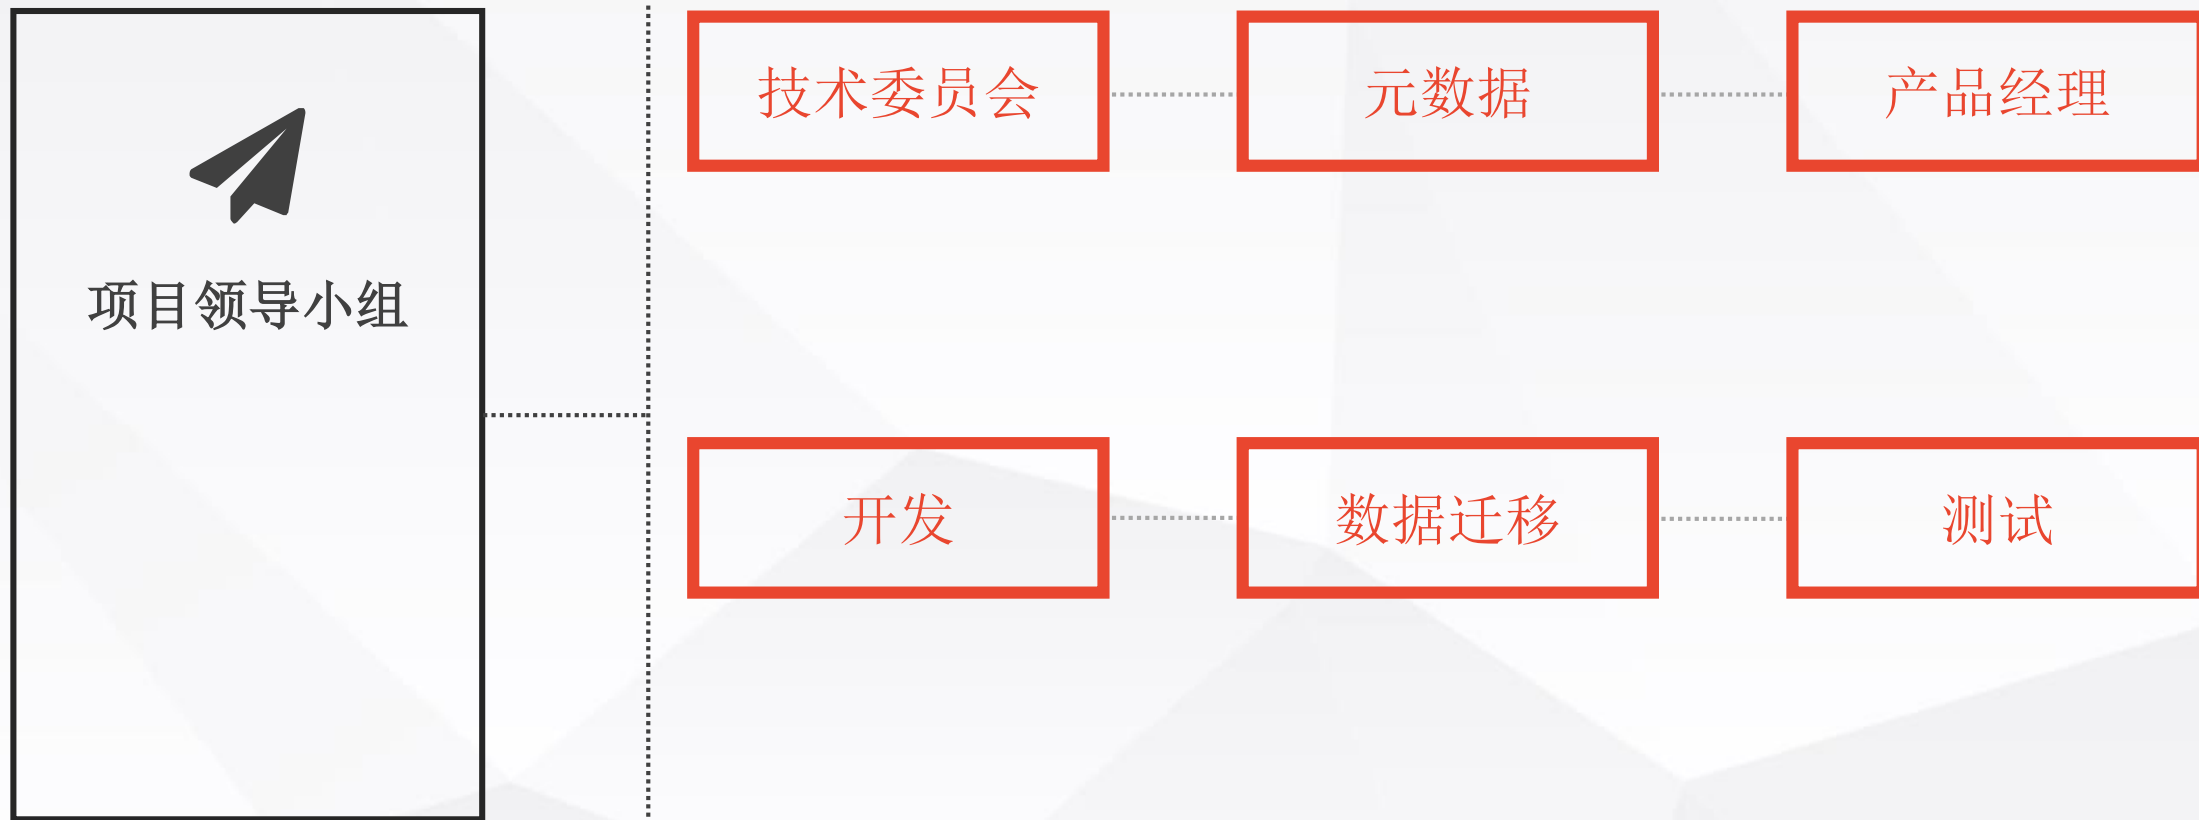 项目领导小组
技术委员会
元数据
产品经理
开发
数据迁移
测试